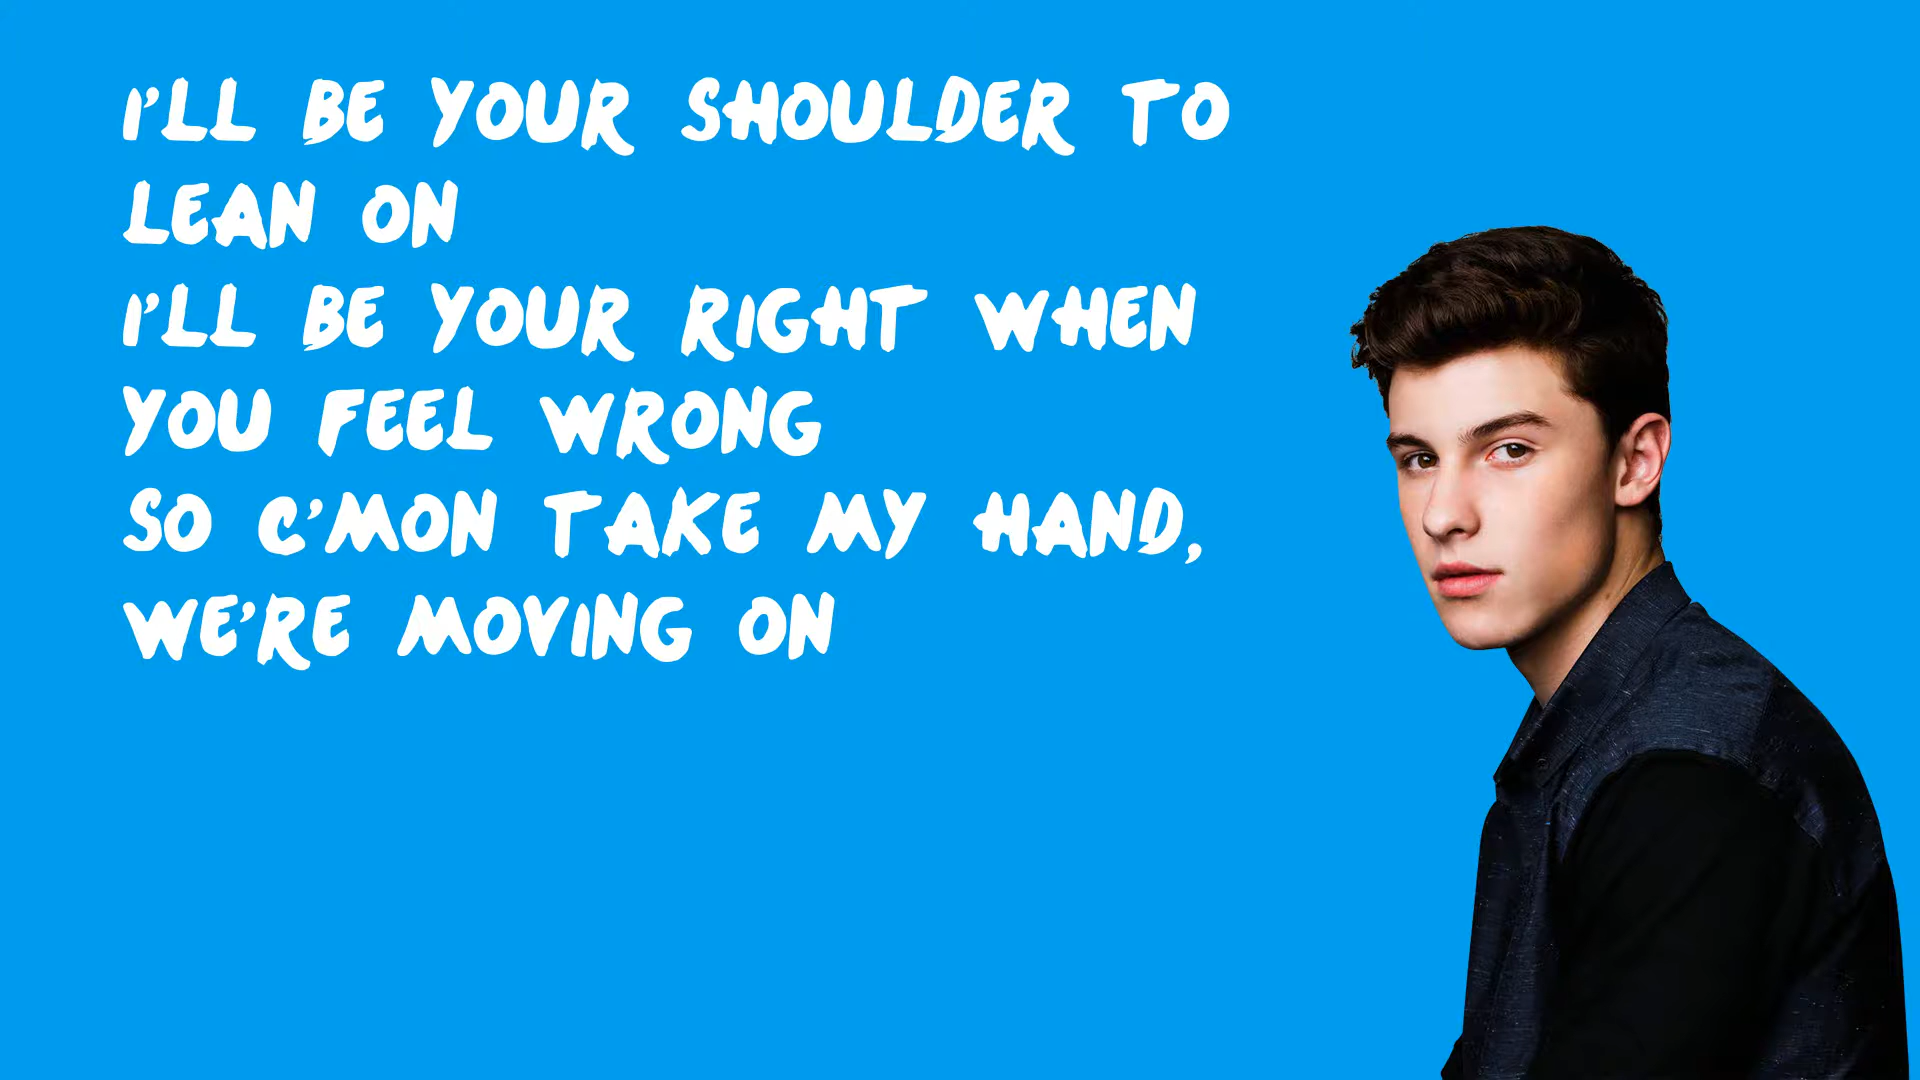 I'LL BE YOUR SHOULDER TO
LEAN ON
I'LL BE YOUR RIGHT WHEN
YOU FEEL WRONG
SO C'MON TAKE MY HAND,
WE'RE MOVING ON